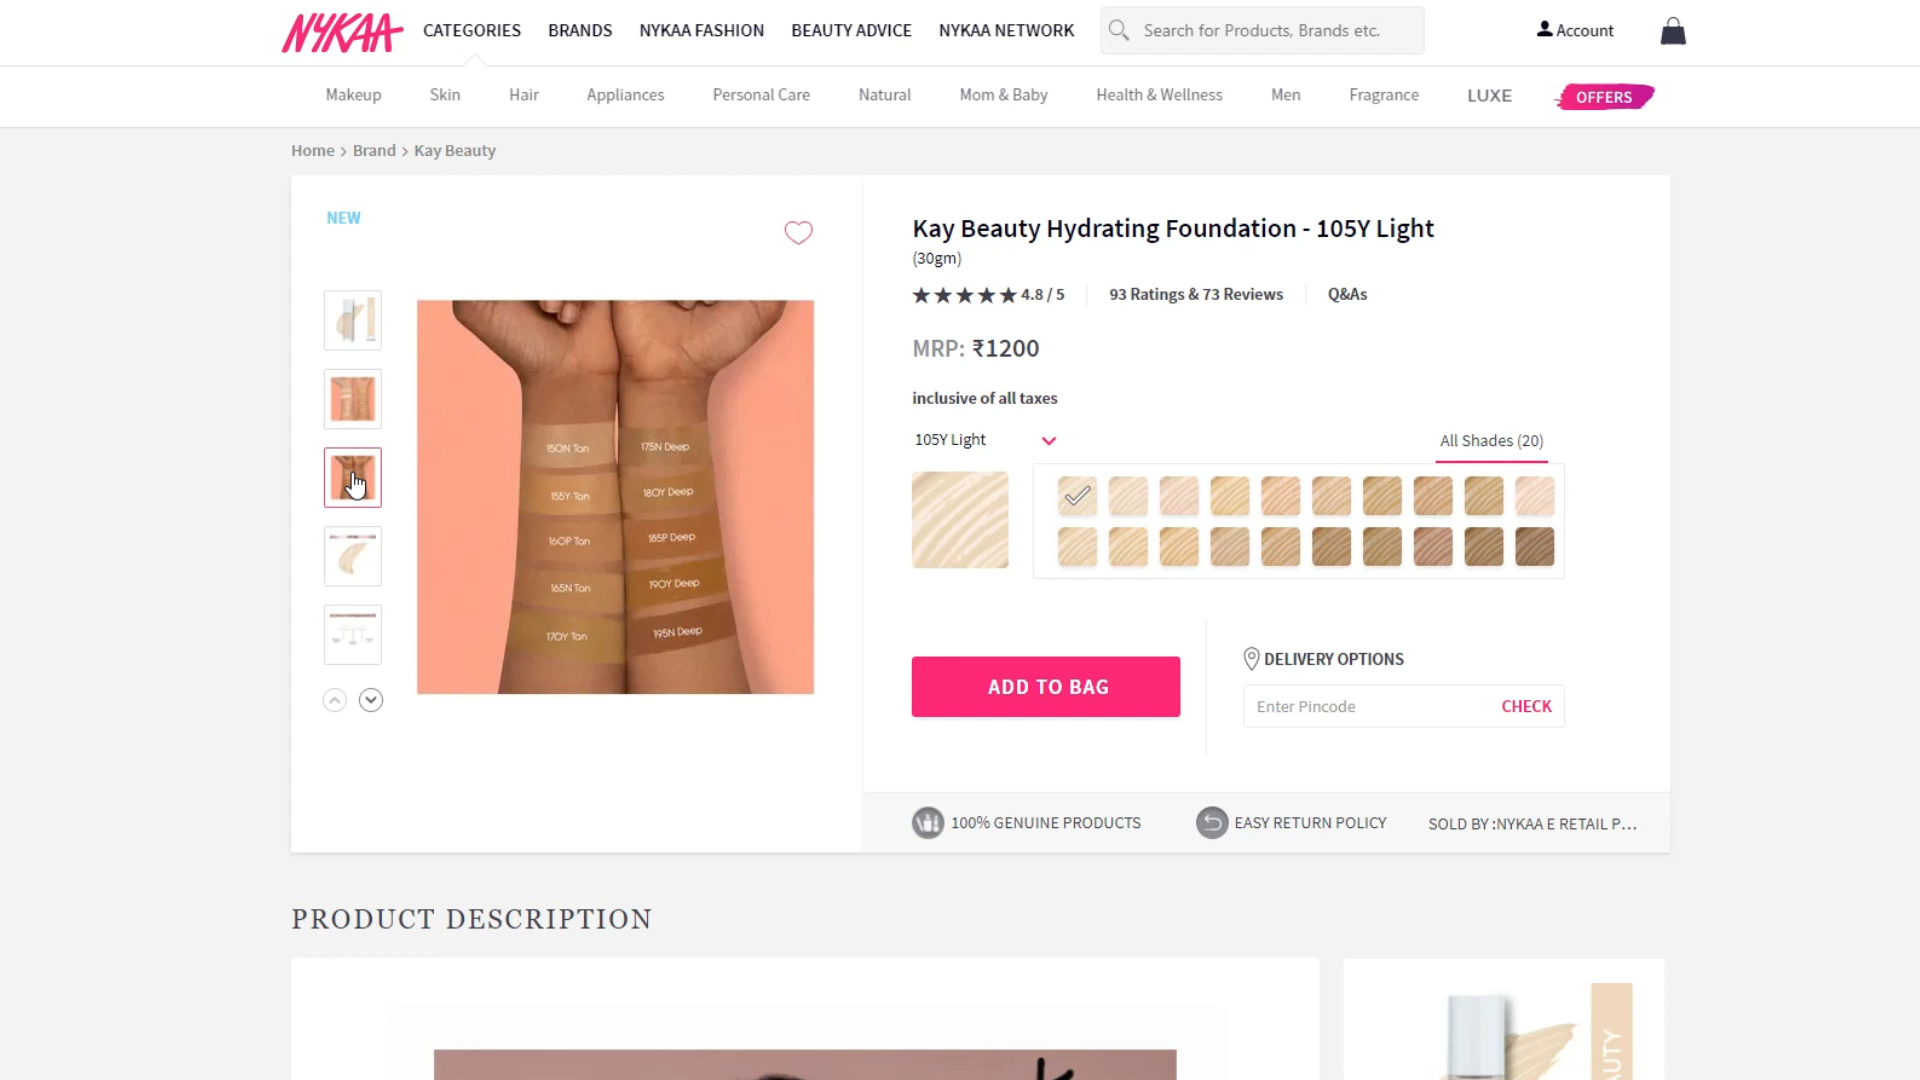 NYKAA
CATEGORIES BRANDS NYKAA FASHION BEAUTY ADVICE NYKAA NETWORK Search for Products, Brands etc. Account
Makeup Skin Hair Appliances Personal Care Natural Mom & Baby Health & Wellness Men Fragrance LUXE OFFERS
Home > Brand > Kay Beauty
NEW
150N Tan 175N Deep
155Y Tan 180Y Deep
160P Tan 185P Deep
165N Tan 190Y Deep
170Y Tan 195N Deep
Kay Beauty Hydrating Foundation - 105Y Light
(30gm)
4.8 / 5 93 Ratings & 73 Reviews Q&As
MRP: ₹1200
inclusive of all taxes
105Y Light All Shades (20)
ADD TO BAG
DELIVERY OPTIONS
Enter Pincode CHECK
100% GENUINE PRODUCTS EASY RETURN POLICY SOLD BY :NYKAA E RETAIL P...
PRODUCT DESCRIPTION